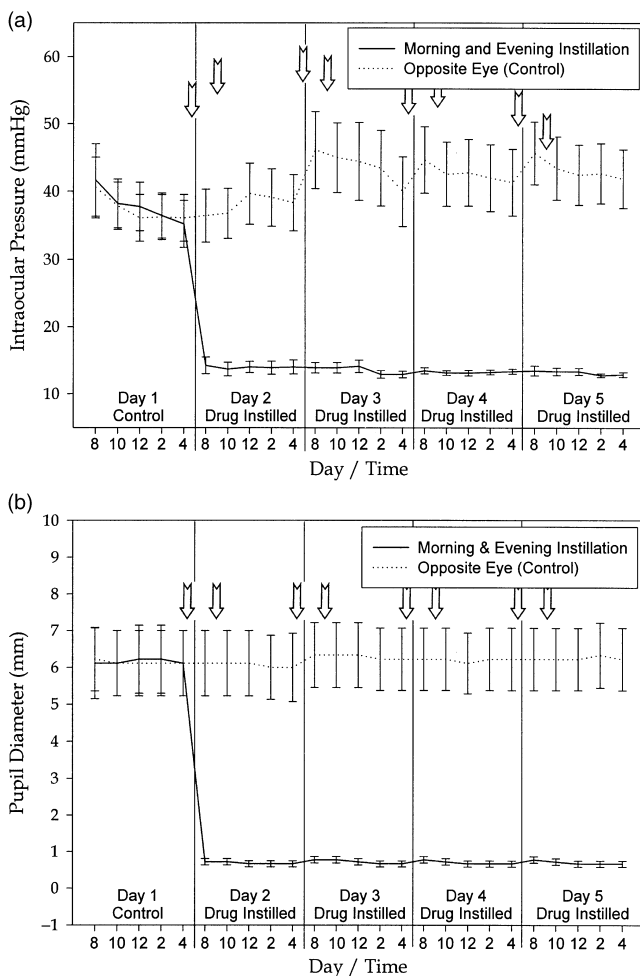 (a)
65
60
50
40
30
20
10
Intraocular Pressure (mmHg)
Morning and Evening Instillation
Opposite Eye (Control)
Day 1 Day 2 Day 3 Day 4 Day 5
Control Drug Instilled Drug Instilled Drug Instilled Drug Instilled
8 10 12 2 4 8 10 12 2 4 8 10 12 2 4 8 10 12 2 4 8 10 12 2 4
Day / Time
(b)
10
9
8
7
6
5
4
3
2
1
0
–1
Pupil Diameter (mm)
Morning & Evening Instillation
Opposite Eye (Control)
Day 1 Day 2 Day 3 Day 4 Day 5
Control Drug Instilled Drug Instilled Drug Instilled Drug Instilled
8 10 12 2 4 8 10 12 2 4 8 10 12 2 4 8 10 12 2 4 8 10 12 2 4
Day / Time